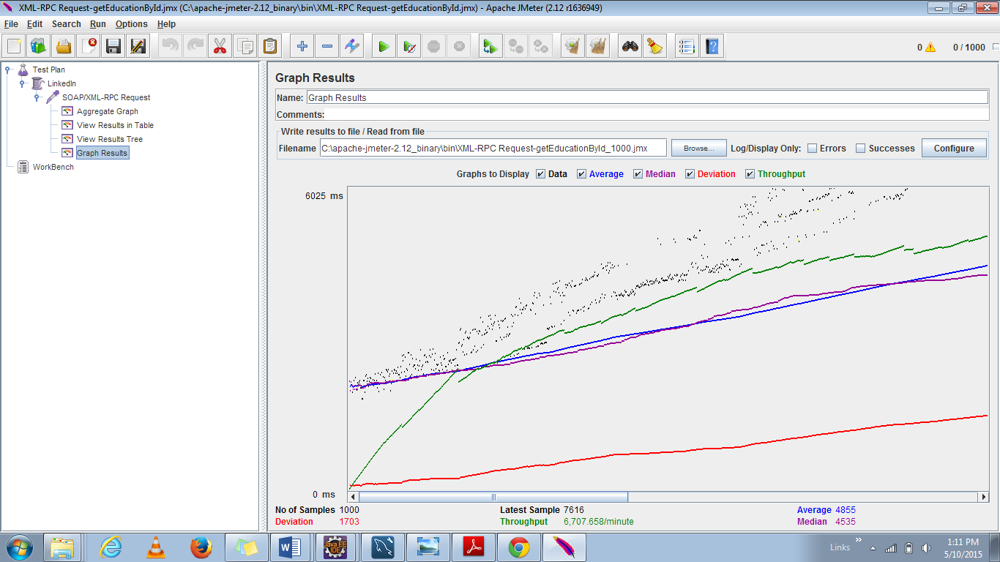 XML-RPC Request-getEducationById.jmx (C:\apache-jmeter-2.12_binary\bin\XML-RPC Request-getEducationById.jmx) - Apache JMeter (2.12 r1636949)
File Edit Search Run Options Help
0 0 / 1000
Test Plan
LinkedIn
SOAP/XML-RPC Request
Aggregate Graph
View Results in Table
View Results Tree
Graph Results
WorkBench
Graph Results
Name: Graph Results
Comments:
Write results to file / Read from file
Filename C:\apache-jmeter-2.12_binary\bin\XML-RPC Request-getEducationById_1000.jmx Browse... Log/Display Only: Errors Successes Configure
Graphs to Display Data Average Median Deviation Throughput
6025 ms
0 ms
No of Samples 1000 Latest Sample 7616 Average 4855
Deviation 1703 Throughput 6,707.658/minute Median 4535
Java EE
IDE
Links »
1:11 PM
5/10/2015